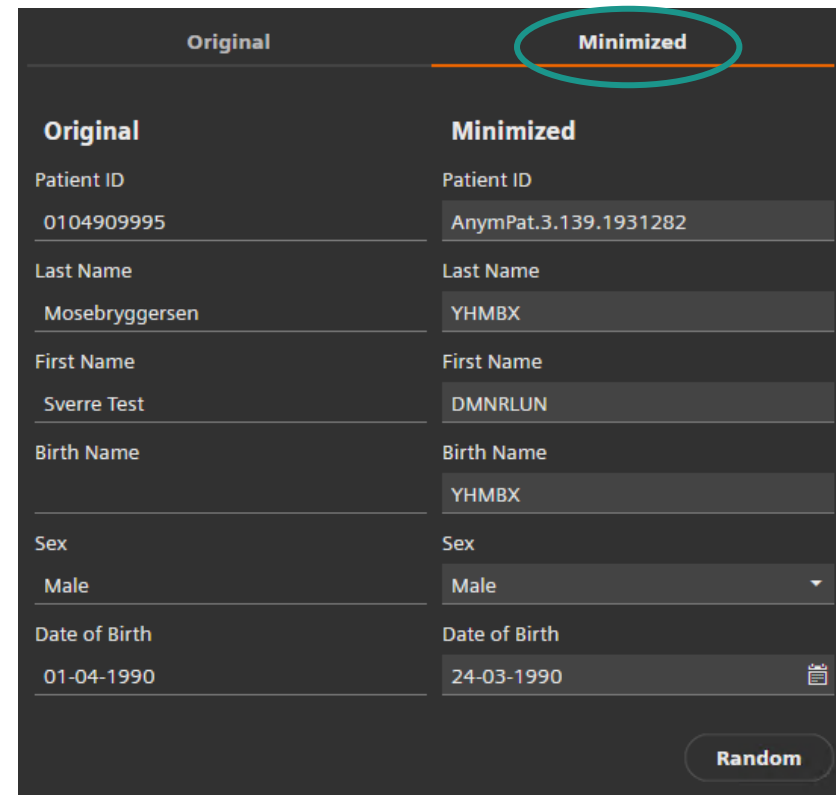 Original Minimized
Original Minimized
Patient ID Patient ID
0104909995 AnymPat.3.139.1931282
Last Name Last Name
Mosebryggersen YHMBX
First Name First Name
Sverre Test DMNRLUN
Birth Name Birth Name
YHMBX
Sex Sex
Male Male
Date of Birth Date of Birth
01-04-1990 24-03-1990
Random